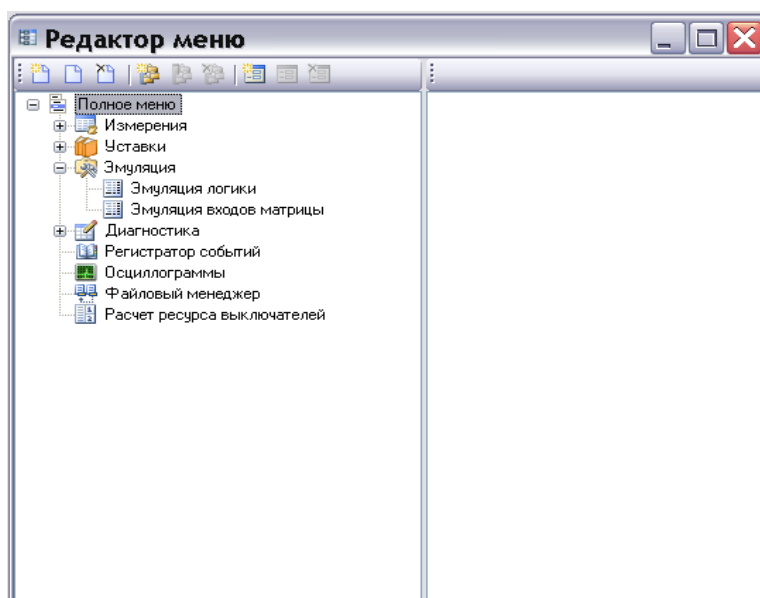 Редактор меню
Полное меню
Измерения
Уставки
Эмуляция
Эмуляция логики
Эмуляция входов матрицы
Диагностика
Регистратор событий
Осциллограммы
Файловый менеджер
Расчет ресурса выключателей